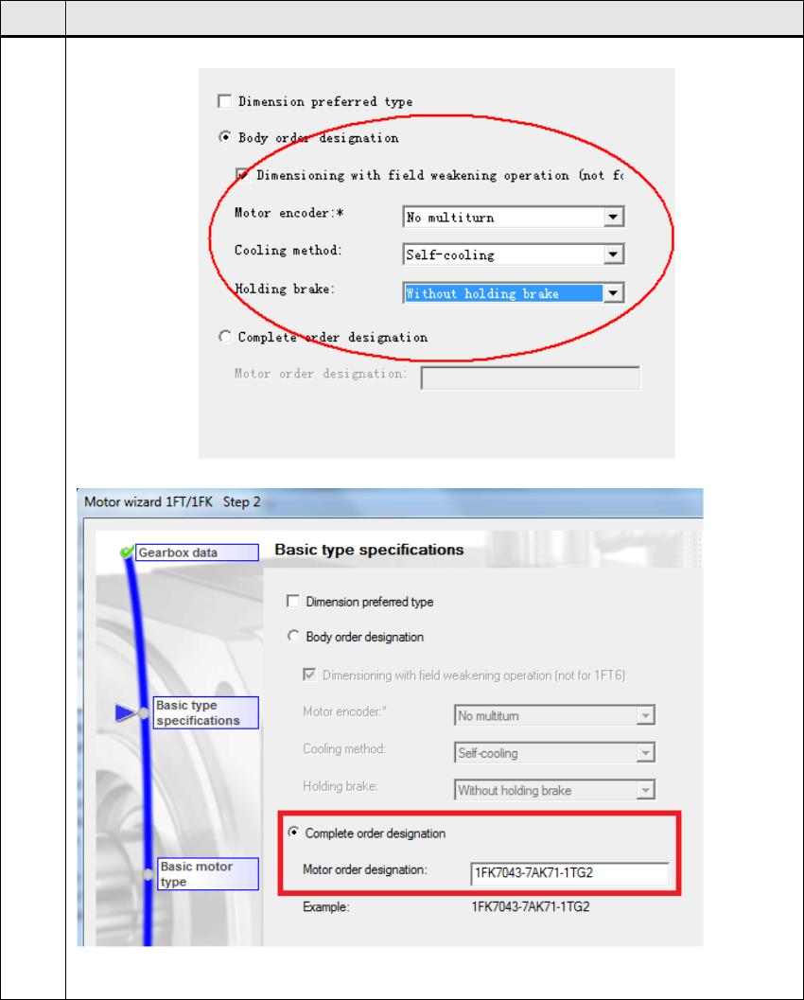 Dimension preferred type
Body order designation
Dimensioning with field weakening operation (not fo
Motor encoder:* No multiturn
Cooling method: Self-cooling
Holding brake: Without holding brake
Complete order designation
Motor order designation:
Motor wizard 1FT/1FK Step 2
Gearbox data
Basic type specifications
Dimension preferred type
Body order designation
Dimensioning with field weakening operation (not for 1FT6)
Basic type
specifications
Motor encoder:* No multiturn
Cooling method: Self-cooling
Holding brake: Without holding brake
Complete order designation
Basic motor
type
Motor order designation: 1FK7043-7AK71-1TG2
Example: 1FK7043-7AK71-1TG2